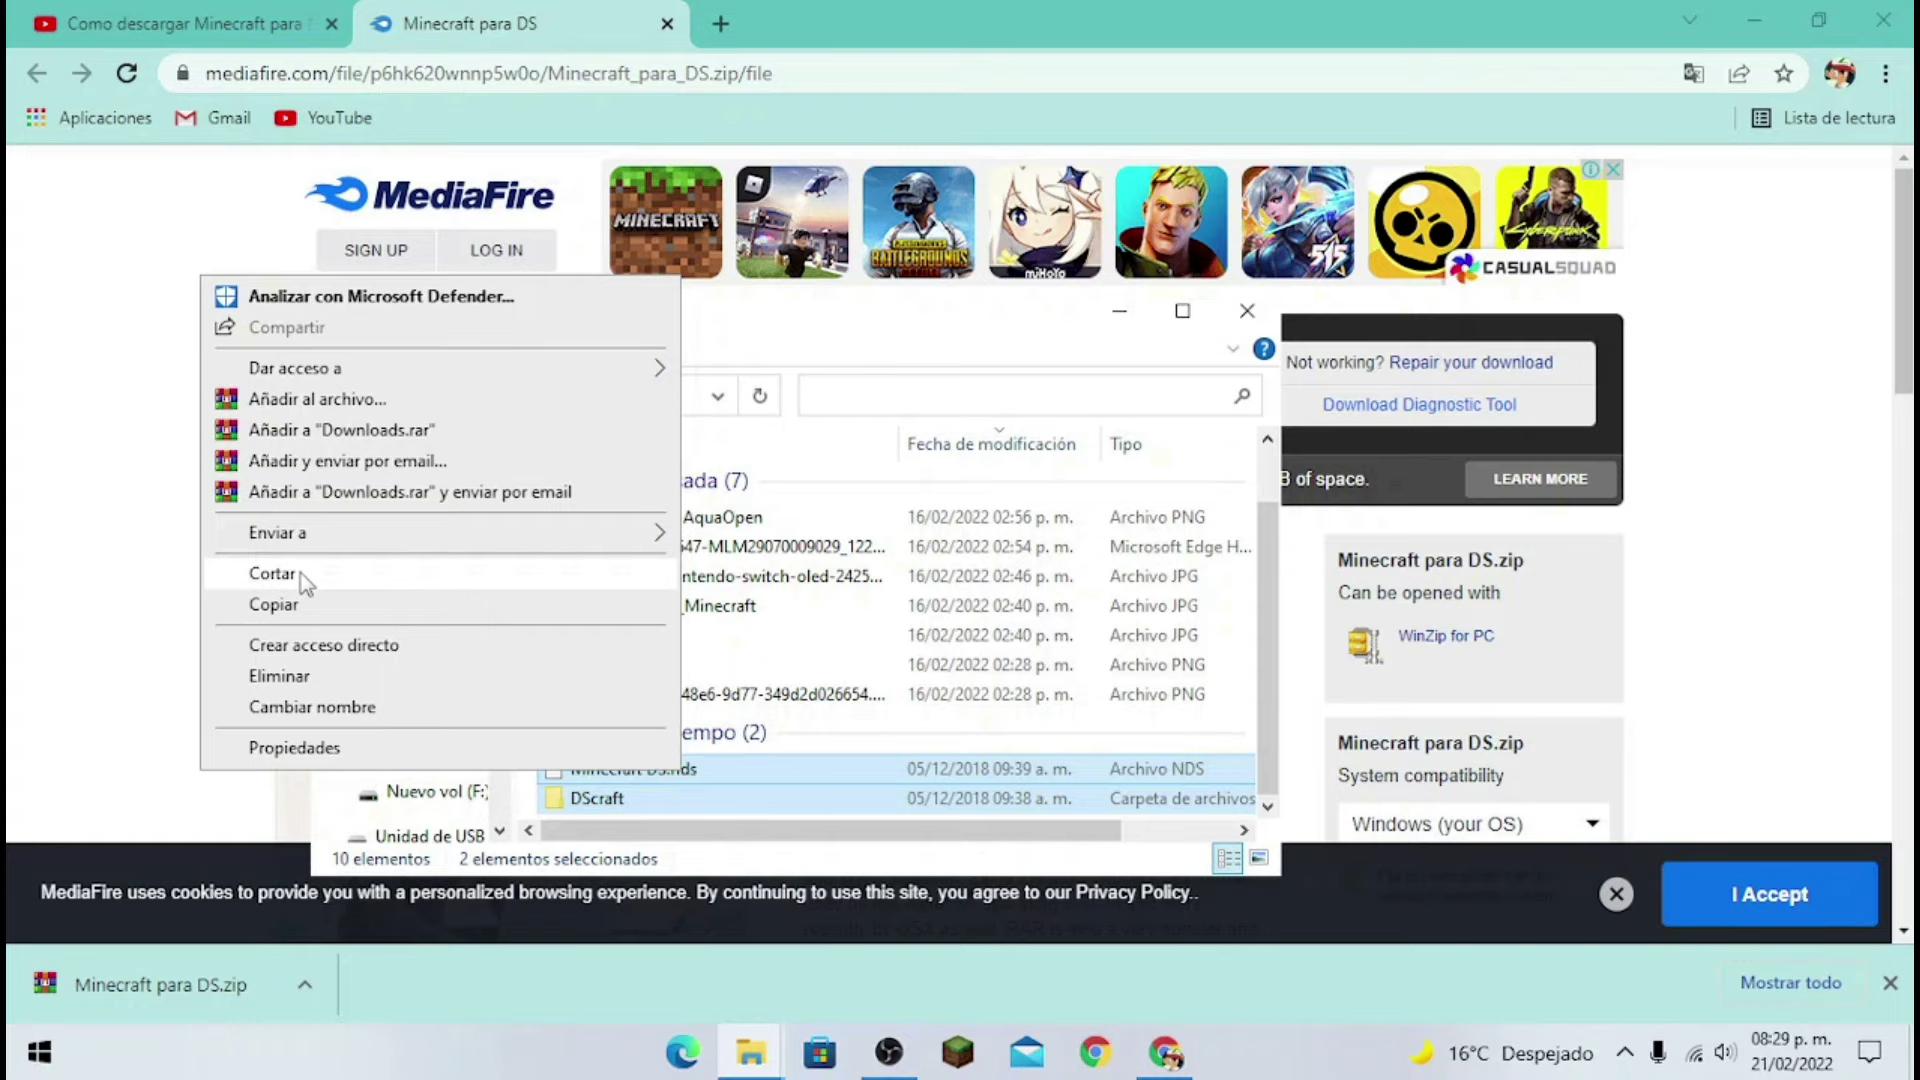 Como descargar Minecraft para
Minecraft para DS
mediafire.com/file/p6hk620wnnp5w0o/Minecraft_para_DS.zip/file
Aplicaciones
Gmail
YouTube
Lista de lectura
MediaFire
SIGN UP
LOG IN
MINECRAFT
BATTLEGROUNDS
miHoYo
515
Cyberpunk
CASUALSQUAD
Analizar con Microsoft Defender...
Compartir
Dar acceso a
Añadir al archivo...
Añadir a "Downloads.rar"
Añadir y enviar por email...
Añadir a "Downloads.rar" y enviar por email
Enviar a
Cortar
Copiar
Crear acceso directo
Eliminar
Cambiar nombre
Propiedades
Fecha de modificación Tipo
ada (7)
AquaOpen 16/02/2022 02:56 p. m. Archivo PNG
647-MLM29070009029_122... 16/02/2022 02:54 p. m. Microsoft Edge H...
ntendo-switch-oled-2425... 16/02/2022 02:46 p. m. Archivo JPG
_Minecraft 16/02/2022 02:40 p. m. Archivo JPG
16/02/2022 02:40 p. m. Archivo JPG
16/02/2022 02:28 p. m. Archivo PNG
48e6-9d77-349d2d026654.... 16/02/2022 02:28 p. m. Archivo PNG
empo (2)
Minecraft DS.nds 05/12/2018 09:39 a. m. Archivo NDS
DScraft 05/12/2018 09:38 a. m. Carpeta de archivos
Nuevo vol (F:)
Unidad de USB
10 elementos 2 elementos seleccionados
Not working? Repair your download
Download Diagnostic Tool
B of space.
LEARN MORE
Minecraft para DS.zip
Can be opened with
WinZip for PC
Minecraft para DS.zip
System compatibility
Windows (your OS)
MediaFire uses cookies to provide you with a personalized browsing experience. By continuing to use this site, you agree to our Privacy Policy..
I Accept
Minecraft para DS.zip
Mostrar todo
16°C Despejado
08:29 p. m.
21/02/2022